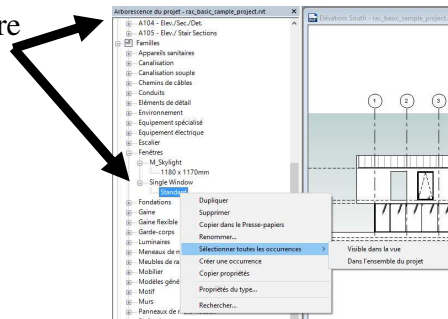 re
Arborescence du projet - rac_basic_sample_project.rvt
Elévation: South - rac_basic_sample_project.rvt
A104 - Elev./Sec./Det.
A105 - Elev./ Stair Sections
Familles
Appareils sanitaires
Canalisation
Canalisation souple
Chemins de câbles
Conduits
Eléments de détail
Environnement
Equipement spécialisé
Equipement électrique
Escalier
Fenêtres
M_Skylight
1180 x 1170mm
Single Window
Standard
Fondations
Gaine
Gaine flexible
Garde-corps
Luminaires
Meneaux de m
Meubles de ra
Mobilier
Modèles géné
Motif
Murs
Panneaux de
Dupliquer
Supprimer
Copier dans le Presse-papiers
Renommer...
Sélectionner toutes les occurrences
Créer une occurrence
Copier propriétés
Propriétés du type...
Rechercher...
Visible dans la vue
Dans l'ensemble du projet
1
2
3